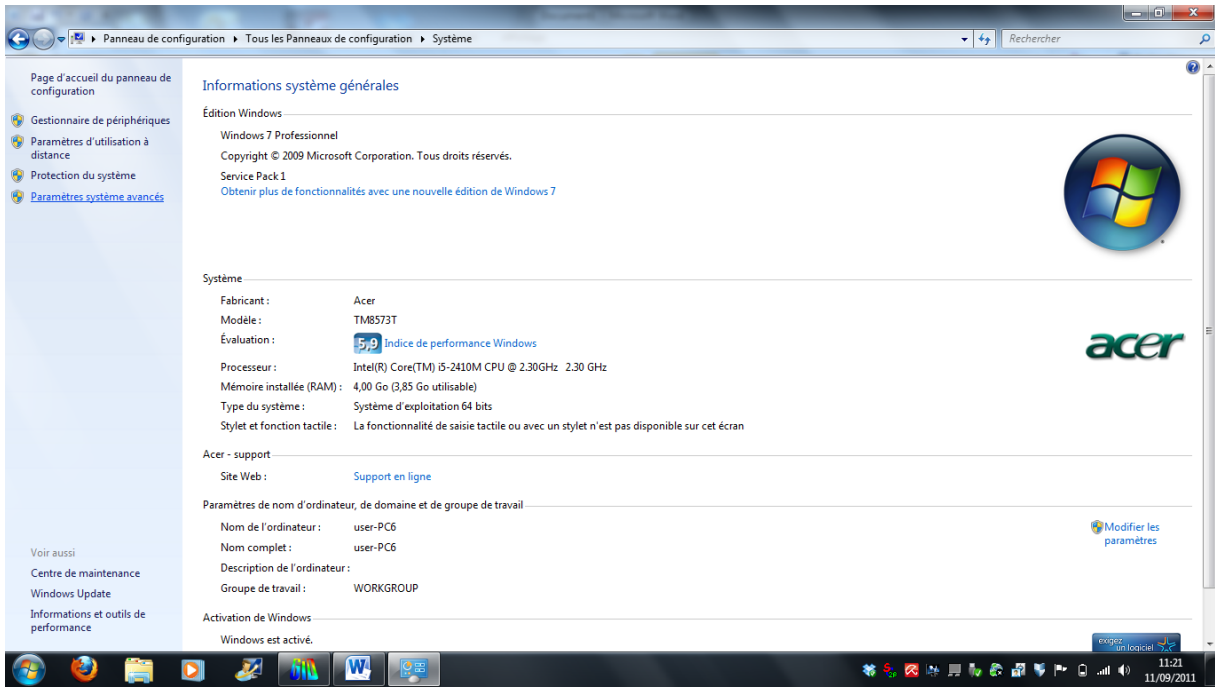 Panneau de configuration Tous les Panneaux de configuration Système
Rechercher
Page d'accueil du panneau de
configuration
Gestionnaire de périphériques
Paramètres d'utilisation à
distance
Protection du système
Paramètres système avancés
Informations système générales
Édition Windows
Windows 7 Professionnel
Copyright © 2009 Microsoft Corporation. Tous droits réservés.
Service Pack 1
Obtenir plus de fonctionnalités avec une nouvelle édition de Windows 7
Système
Fabricant : Acer
Modèle : TM8573T
Évaluation : 5,9 Indice de performance Windows
Processeur : Intel(R) Core(TM) i5-2410M CPU @ 2.30GHz 2.30 GHz
Mémoire installée (RAM) : 4,00 Go (3,85 Go utilisable)
Type du système : Système d'exploitation 64 bits
Stylet et fonction tactile : La fonctionnalité de saisie tactile ou avec un stylet n'est pas disponible sur cet écran
acer
Acer - support
Site Web : Support en ligne
Paramètres de nom d'ordinateur, de domaine et de groupe de travail
Nom de l'ordinateur : user-PC6
Nom complet : user-PC6
Description de l'ordinateur :
Groupe de travail : WORKGROUP
Modifier les
paramètres
Activation de Windows
Windows est activé.
exigez
un logiciel
Voir aussi
Centre de maintenance
Windows Update
Informations et outils de
performance
11:21
11/09/2011